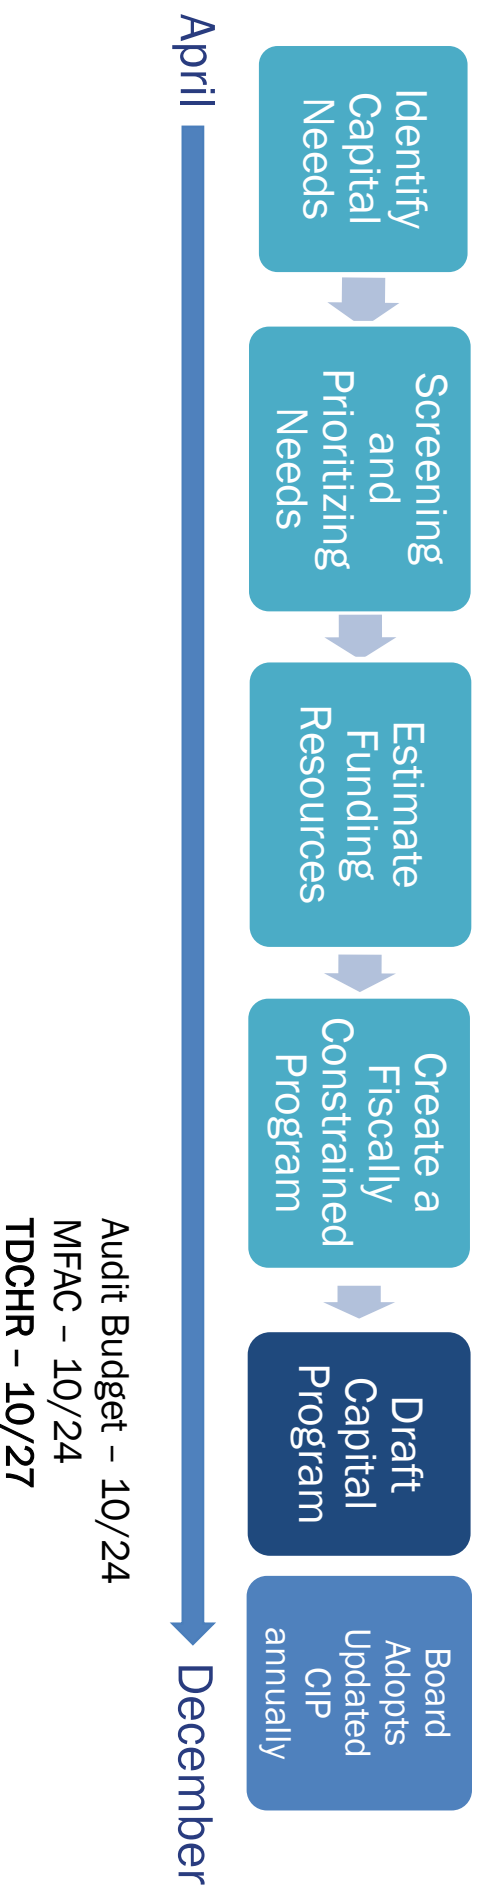 Identify
Capital
Needs
Screening
and
Prioritizing
Needs
Estimate
Funding
Resources
Create a
Fiscally
Constrained
Program
Draft
Capital
Program
Board
Adopts
Updated
CIP
annually
April
December
Audit Budget – 10/24
MFAC – 10/24
TDCHR – 10/27